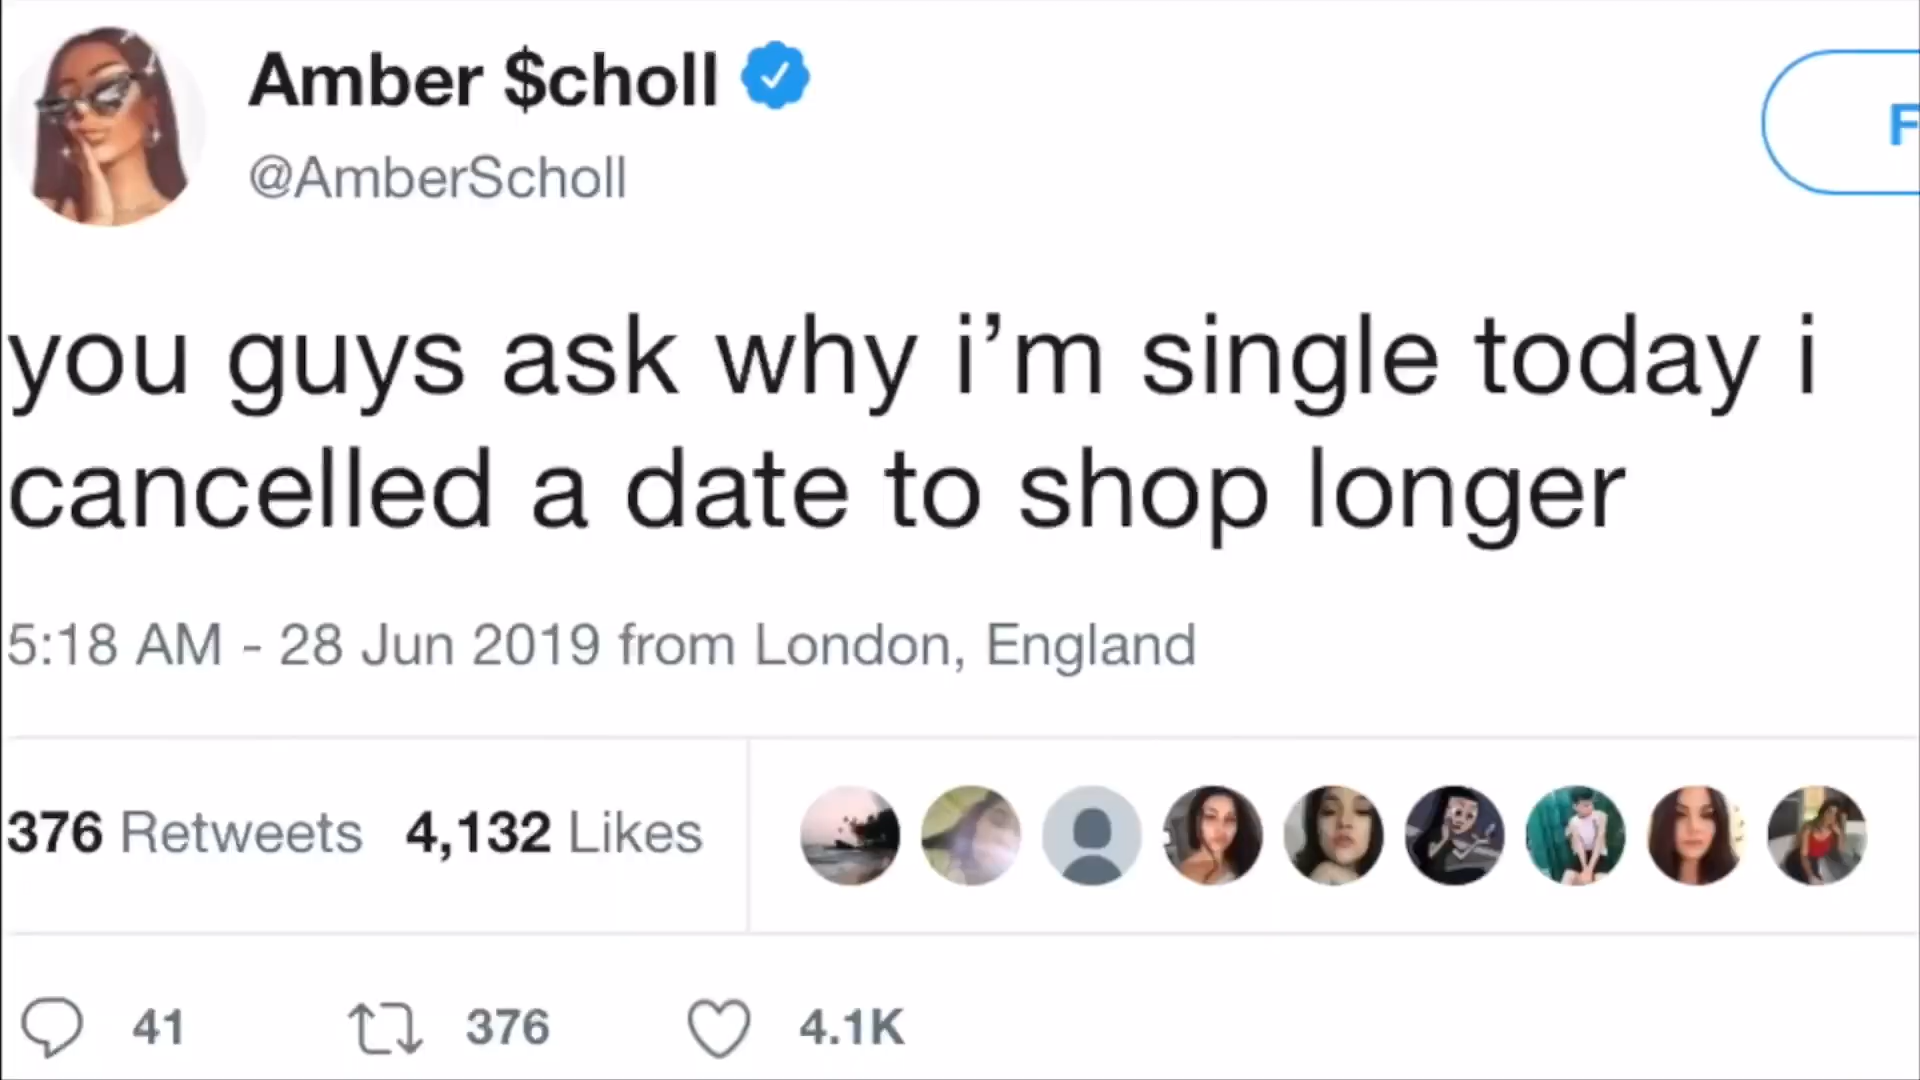 Amber $choll
@AmberScholl
F
you guys ask why i’m single today i
cancelled a date to shop longer
5:18 AM - 28 Jun 2019 from London, England
376 Retweets 4,132 Likes
41 376 4.1K